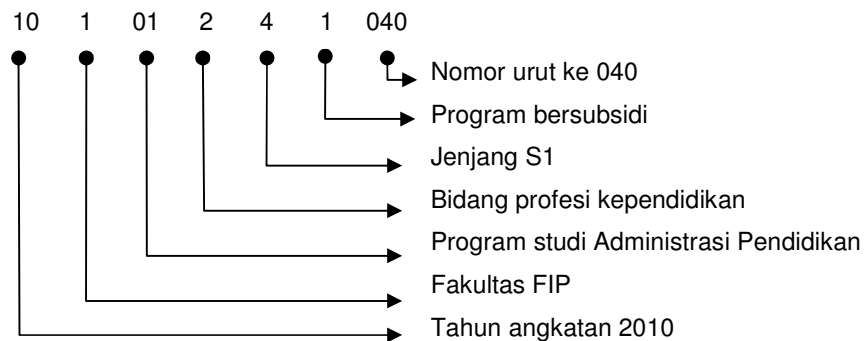 10 1 01 2 4 1 040
Nomor urut ke 040
Program bersubsidi
Jenjang S1
Bidang profesi kependidikan
Program studi Administrasi Pendidikan
Fakultas FIP
Tahun angkatan 2010